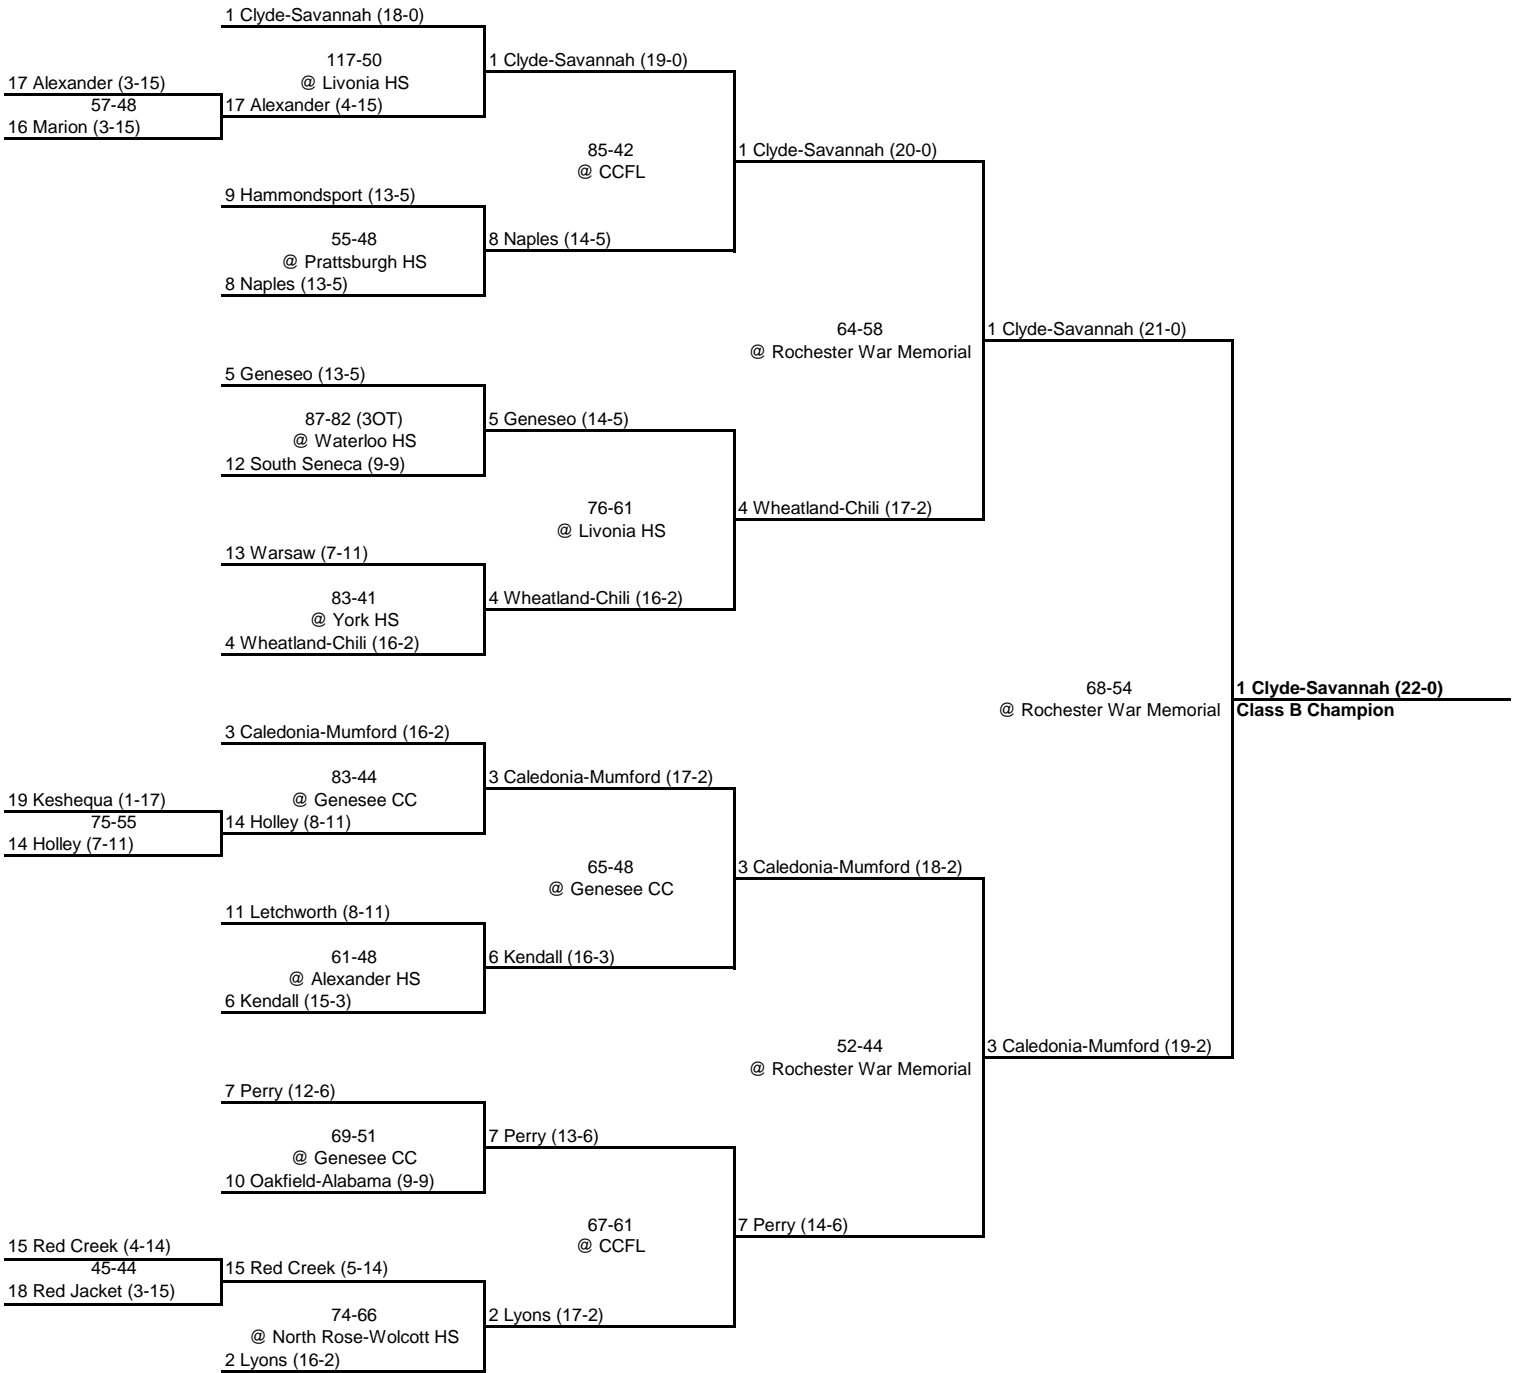 1 Clyde-Savannah (18-0)
117-50
@ Livonia HS
1 Clyde-Savannah (19-0)
17 Alexander (3-15)
57-48
16 Marion (3-15)
17 Alexander (4-15)
85-42
@ CCFL
1 Clyde-Savannah (20-0)
9 Hammondsport (13-5)
55-48
@ Prattsburgh HS
8 Naples (13-5)
8 Naples (14-5)
64-58
@ Rochester War Memorial
1 Clyde-Savannah (21-0)
5 Geneseo (13-5)
87-82 (3OT)
@ Waterloo HS
12 South Seneca (9-9)
5 Geneseo (14-5)
76-61
@ Livonia HS
4 Wheatland-Chili (17-2)
13 Warsaw (7-11)
83-41
@ York HS
4 Wheatland-Chili (16-2)
4 Wheatland-Chili (16-2)
68-54
@ Rochester War Memorial
1 Clyde-Savannah (22-0)
Class B Champion
3 Caledonia-Mumford (16-2)
83-44
@ Genesee CC
3 Caledonia-Mumford (17-2)
19 Keshequa (1-17)
75-55
14 Holley (7-11)
14 Holley (8-11)
65-48
@ Genesee CC
3 Caledonia-Mumford (18-2)
11 Letchworth (8-11)
61-48
@ Alexander HS
6 Kendall (15-3)
6 Kendall (16-3)
52-44
@ Rochester War Memorial
3 Caledonia-Mumford (19-2)
7 Perry (12-6)
69-51
@ Genesee CC
10 Oakfield-Alabama (9-9)
7 Perry (13-6)
67-61
@ CCFL
7 Perry (14-6)
15 Red Creek (4-14)
45-44
18 Red Jacket (3-15)
15 Red Creek (5-14)
74-66
@ North Rose-Wolcott HS
2 Lyons (16-2)
2 Lyons (17-2)